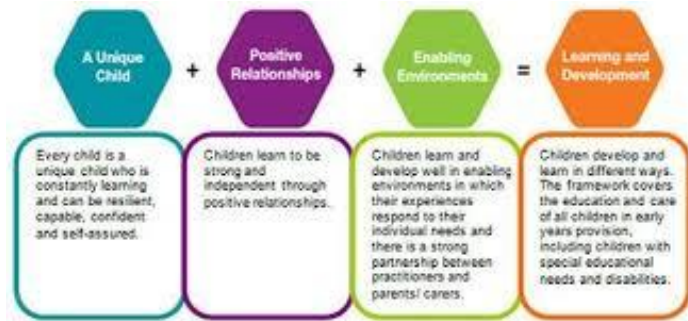 A Unique
Child
+
Positive
Relationships
+
Enabling
Environments
=
Learning and
Development
Every child is a
unique child who is
constantly learning
and can be resilient,
capable, confident
and self-assured.
Children learn to be
strong and
independent through
positive relationships.
Children learn and
develop well in enabling
environments in which
their experiences
respond to their
individual needs and
there is a strong
partnership between
practitioners and
parents/ carers.
Children develop and
learn in different ways.
The framework covers
the education and care
of all children in early
years provision,
including children with
special educational
needs and disabilities.